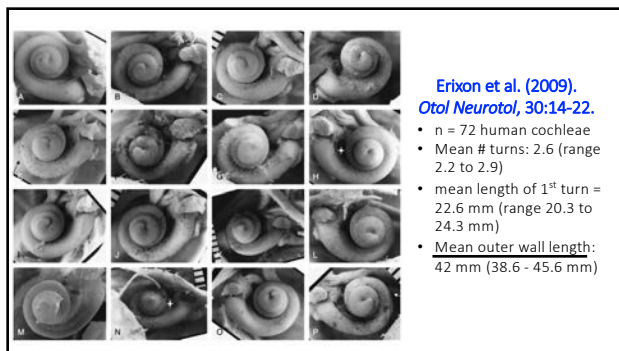 A B C D
G H
J L
M N O P
Erixon et al. (2009).
Otol Neurotol, 30:14-22.
• n = 72 human cochleae
• Mean # turns: 2.6 (range
2.2 to 2.9)
• mean length of 1st turn =
22.6 mm (range 20.3 to
24.3 mm)
• Mean outer wall length:
42 mm (38.6 - 45.6 mm)